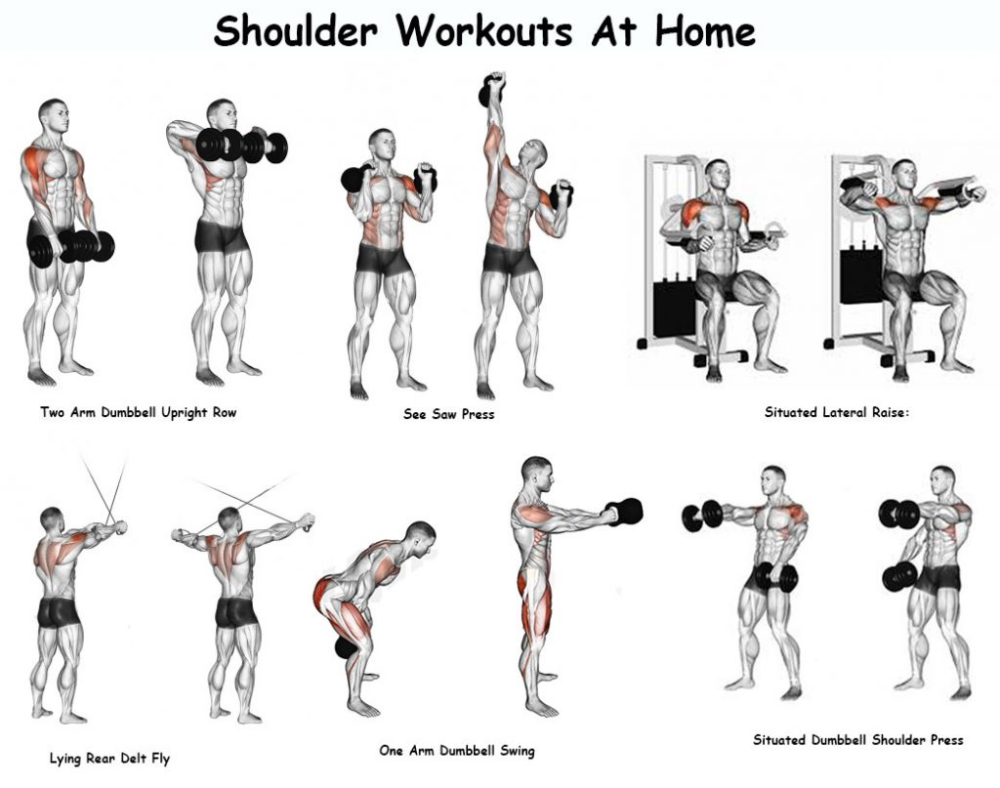 Shoulder Workouts At Home
Two Arm Dumbbell Upright Row
See Saw Press
Situated Lateral Raise:
Lying Rear Delt Fly
One Arm Dumbbell Swing
Situated Dumbbell Shoulder Press